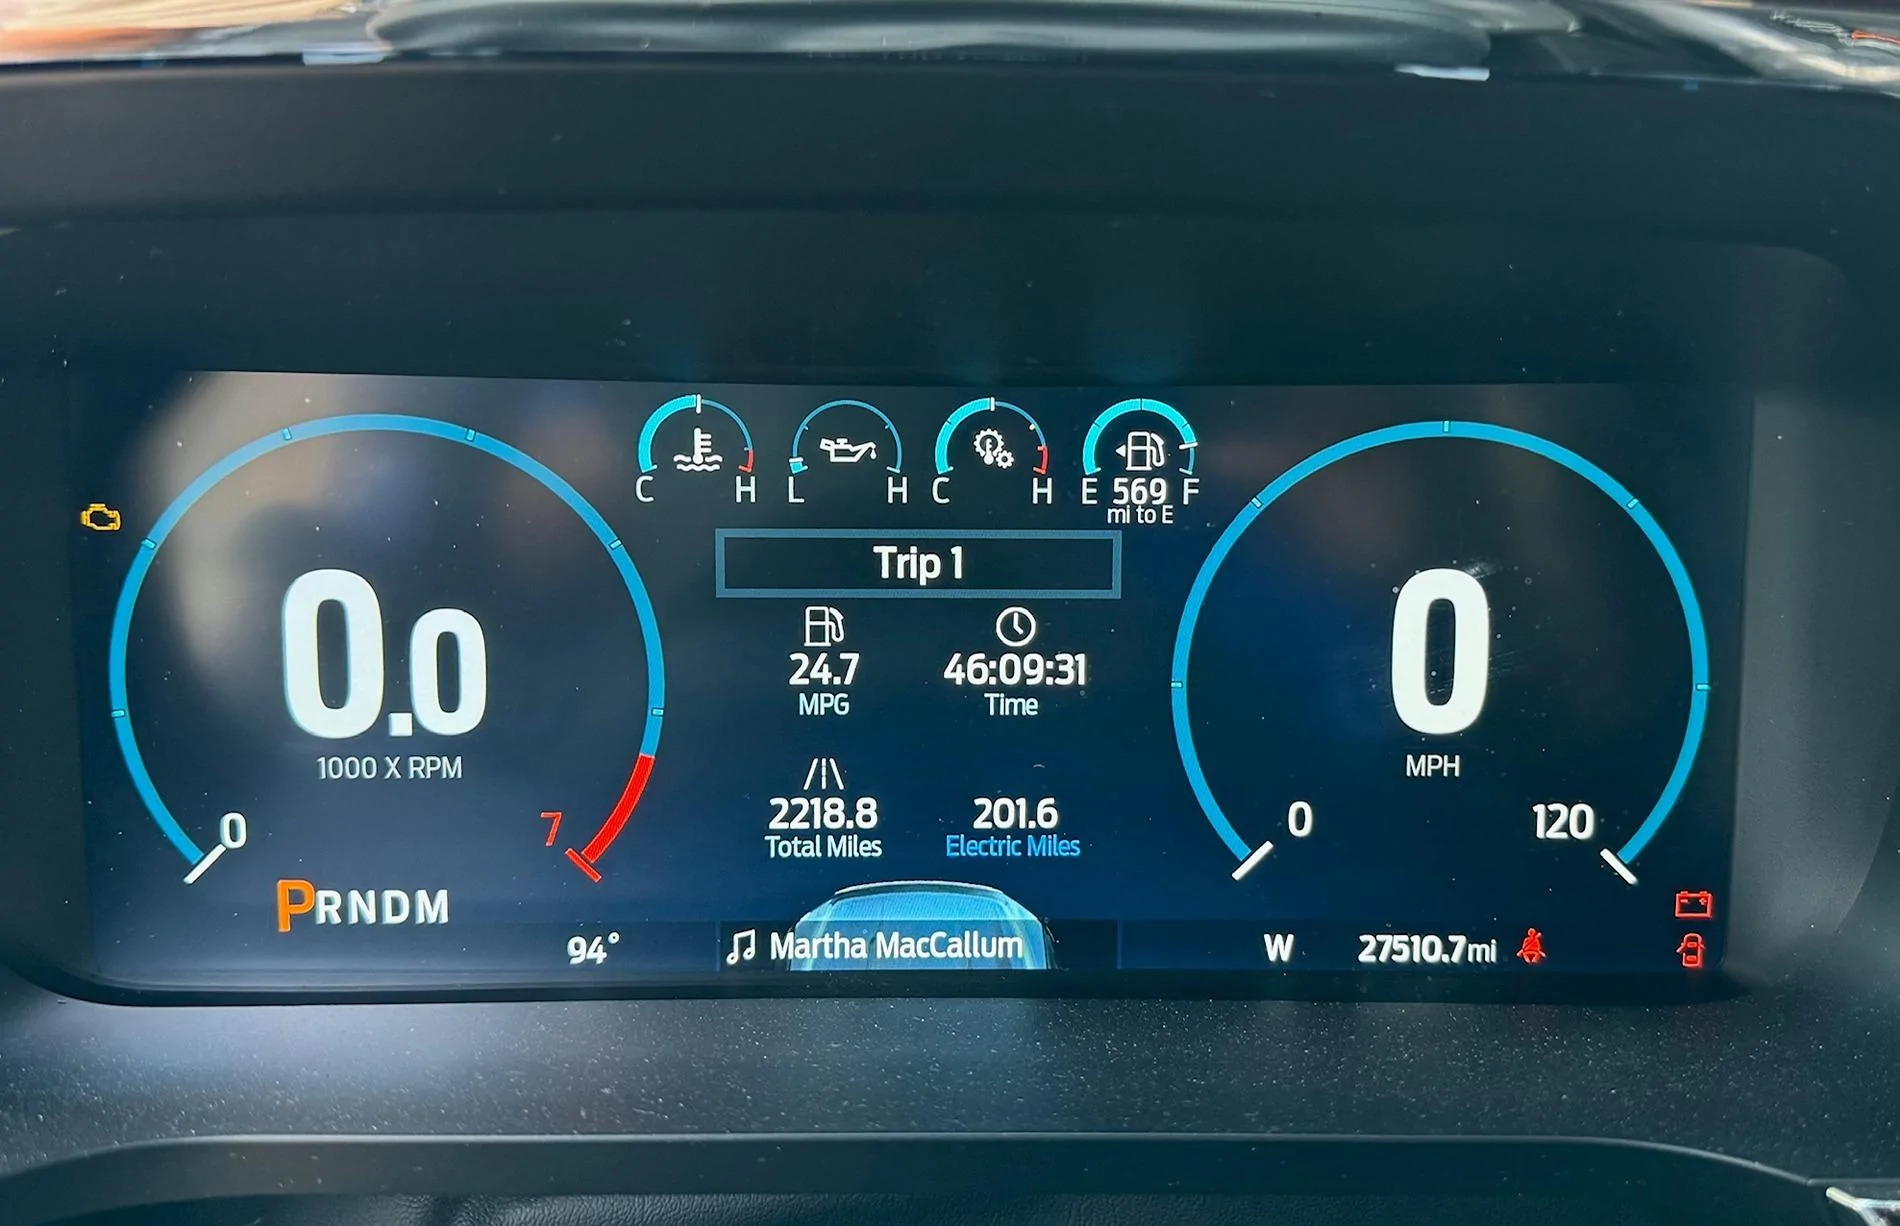 C H L H C H E 569 F
mi to E
Trip 1
0.0
1000 X RPM
0 7
PRNDM
94°
24.7
MPG
46:09:31
Time
2218.8
Total Miles
201.6
Electric Miles
Martha MacCallum
0
MPH
0 120
W 27510.7mi